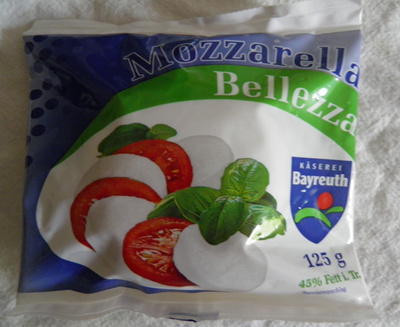 Mozzarella
Bellezza
KÄSEREI
Bayreuth
125 g
45% Fett i. Tr.